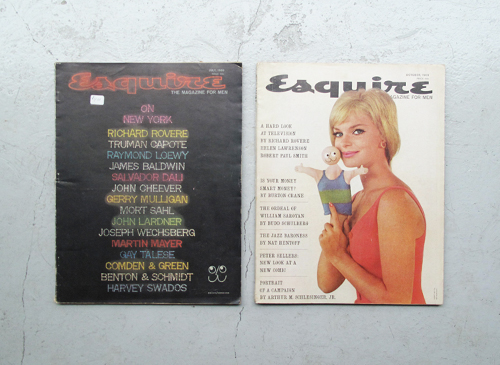 Esquire
THE MAGAZINE FOR MEN
ON
NEW YORK
RICHARD ROVERE
TRUMAN CAPOTE
RAYMOND LOEWY
JAMES BALDWIN
SALVADOR DALI
JOHN CHEEVER
GERRY MULLIGAN
MORT SAHL
JOHN LARDNER
JOSEPH WECHSBERG
MARTIN MAYER
GAY TALESE
COMDEN & GREEN
BENTON & SCHMIDT
HARVEY SWADOS
Esquire
MAGAZINE FOR MEN
A HARD LOOK
AT TELEVISION
BY RICHARD ROVERE
HELEN LAWRENSON
ROBERT PAUL SMITH
IS YOUR MONEY
SMART MONEY?
BY BURTON CRANE
THE ORDEAL OF
WILLIAM SAROYAN
BY BUDD SCHULBERG
THE JAZZ BARONESS
BY NAT HENTOFF
PETER SELLERS
NEW LOOK AT A
NEW COMIC
PORTRAIT
OF A CAMPAIGN
BY ARTHUR M. SCHLESINGER, JR.